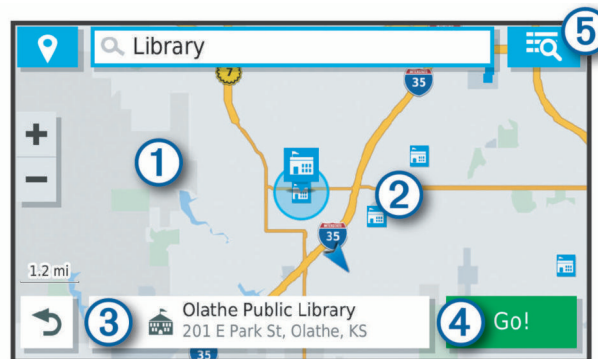 Library
5
7
35
+
1
-
2
35
1.2 mi
3
Olathe Public Library
201 E Park St, Olathe, KS
4
Go!
35